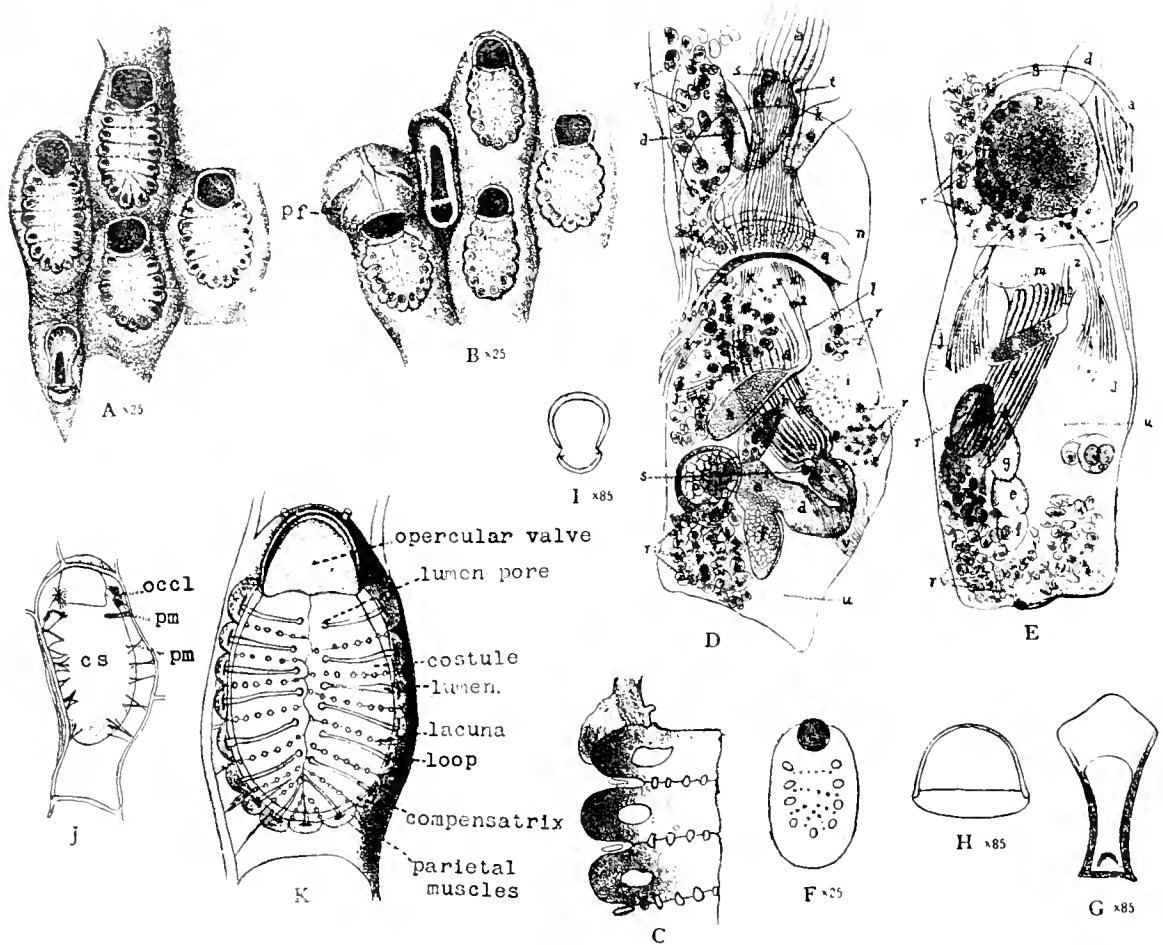 pf
A ×25
B ×25
I ×85
D
E
s
t
r
d
k
n
q
l
r
i
j
r
h
s
d
f
v
r
u
g
d
p
a
r
m
z
j
l
u
r
g
e
f
r
occl
pm
pm
cs
J
opercular valve
lumen pore
costule
lumen.
lacuna
loop
compensatrix
parietal
muscles
K
C
F ×25
H ×85
G ×85